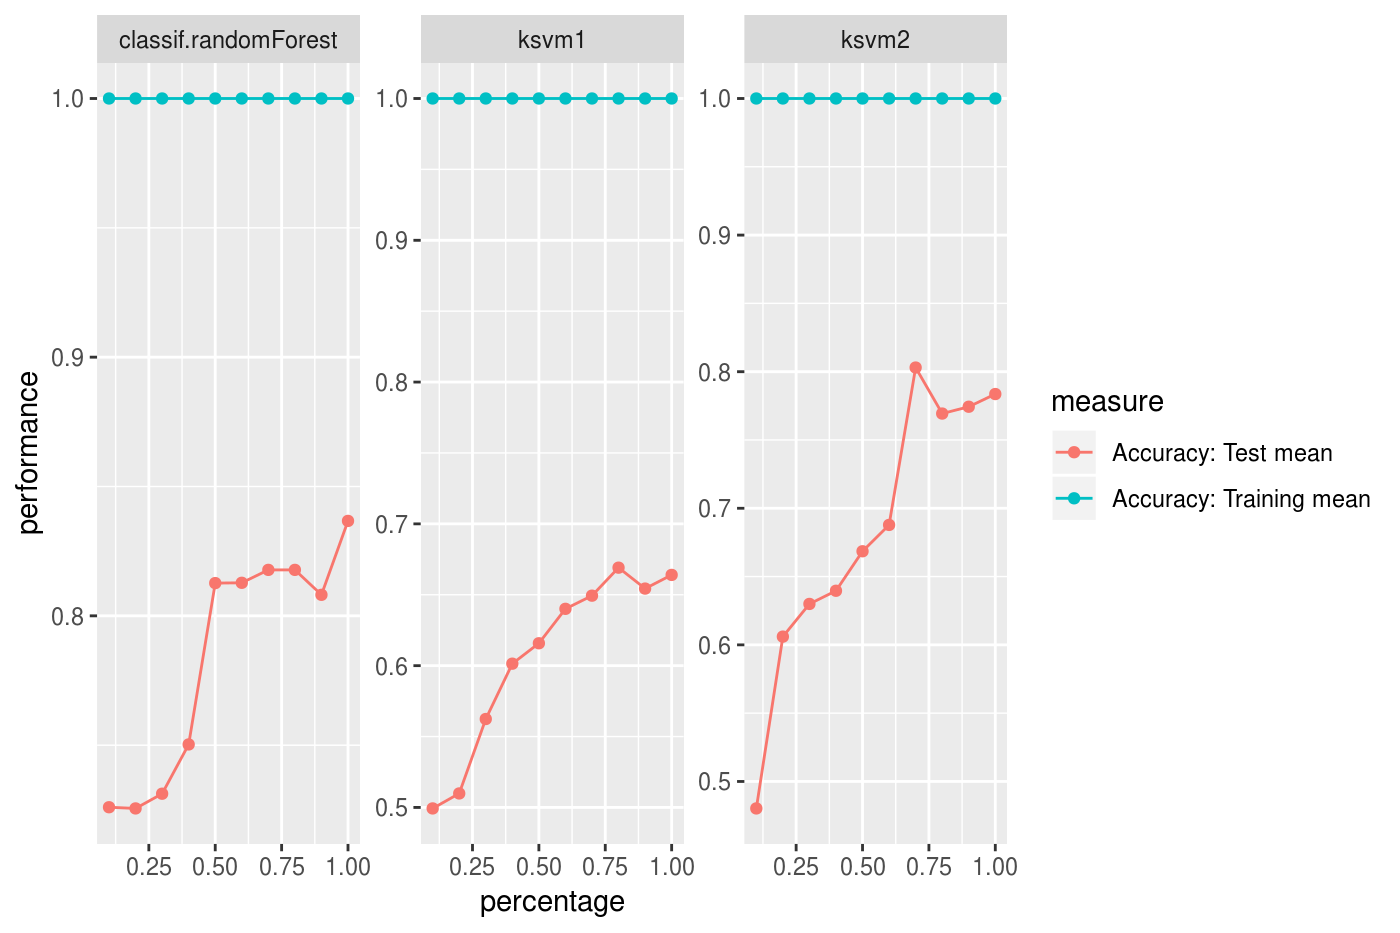 classif.randomForest ksvm1 ksvm2
1.0 1.0 1.0
0.9 0.9
0.9
0.8 0.8
0.7 0.7
0.8
0.6 0.6
0.5 0.5
0.25 0.50 0.75 1.00 0.25 0.50 0.75 1.00 0.25 0.50 0.75 1.00
percentage
performance
measure
Accuracy: Test mean
Accuracy: Training mean